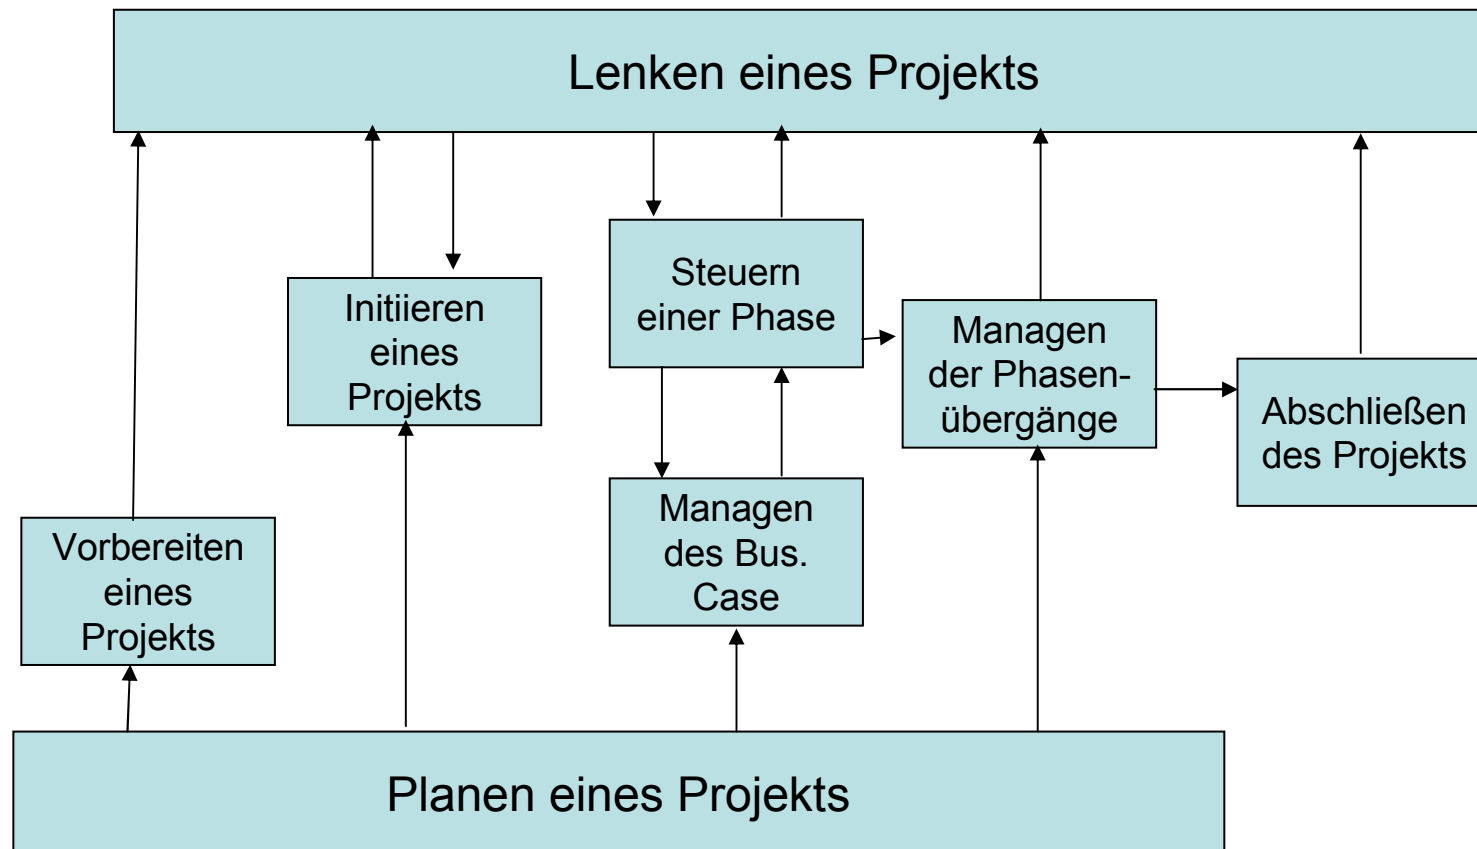 Lenken eines Projekts
Steuern
einer Phase
Initiieren
eines
Projekts
Managen
der Phasen-
übergänge
Abschließen
des Projekts
Managen
des Bus.
Case
Vorbereiten
eines
Projekts
Planen eines Projekts